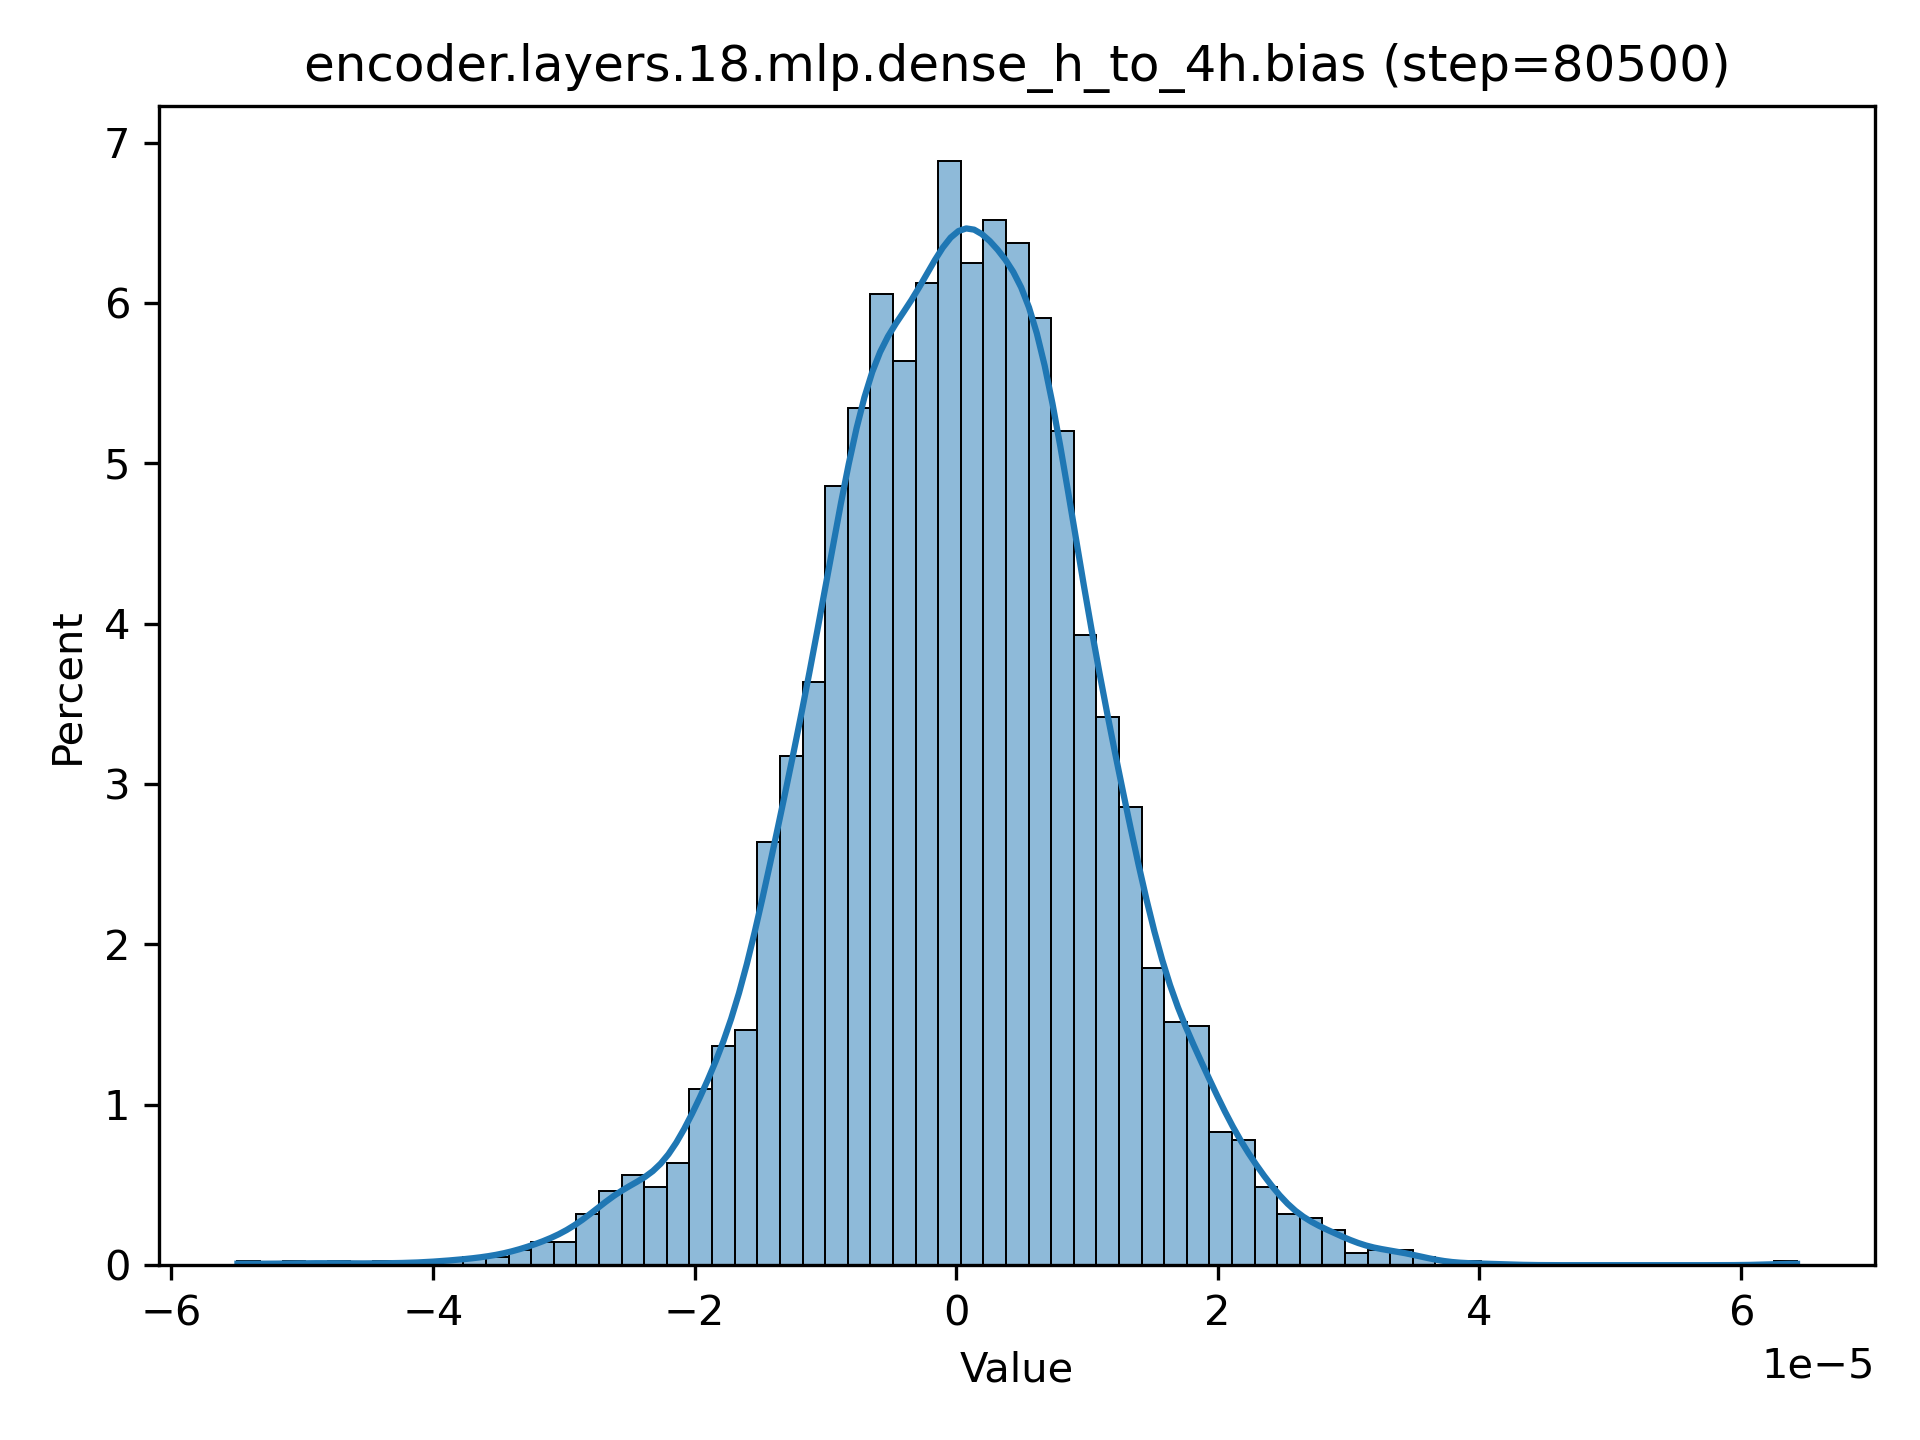 encoder.layers.18.mlp.dense_h_to_4h.bias (step=80500)
7
6
5
4
3
2
1
0
Percent
−6 −4 −2 0 2 4 6
1e−5
Value